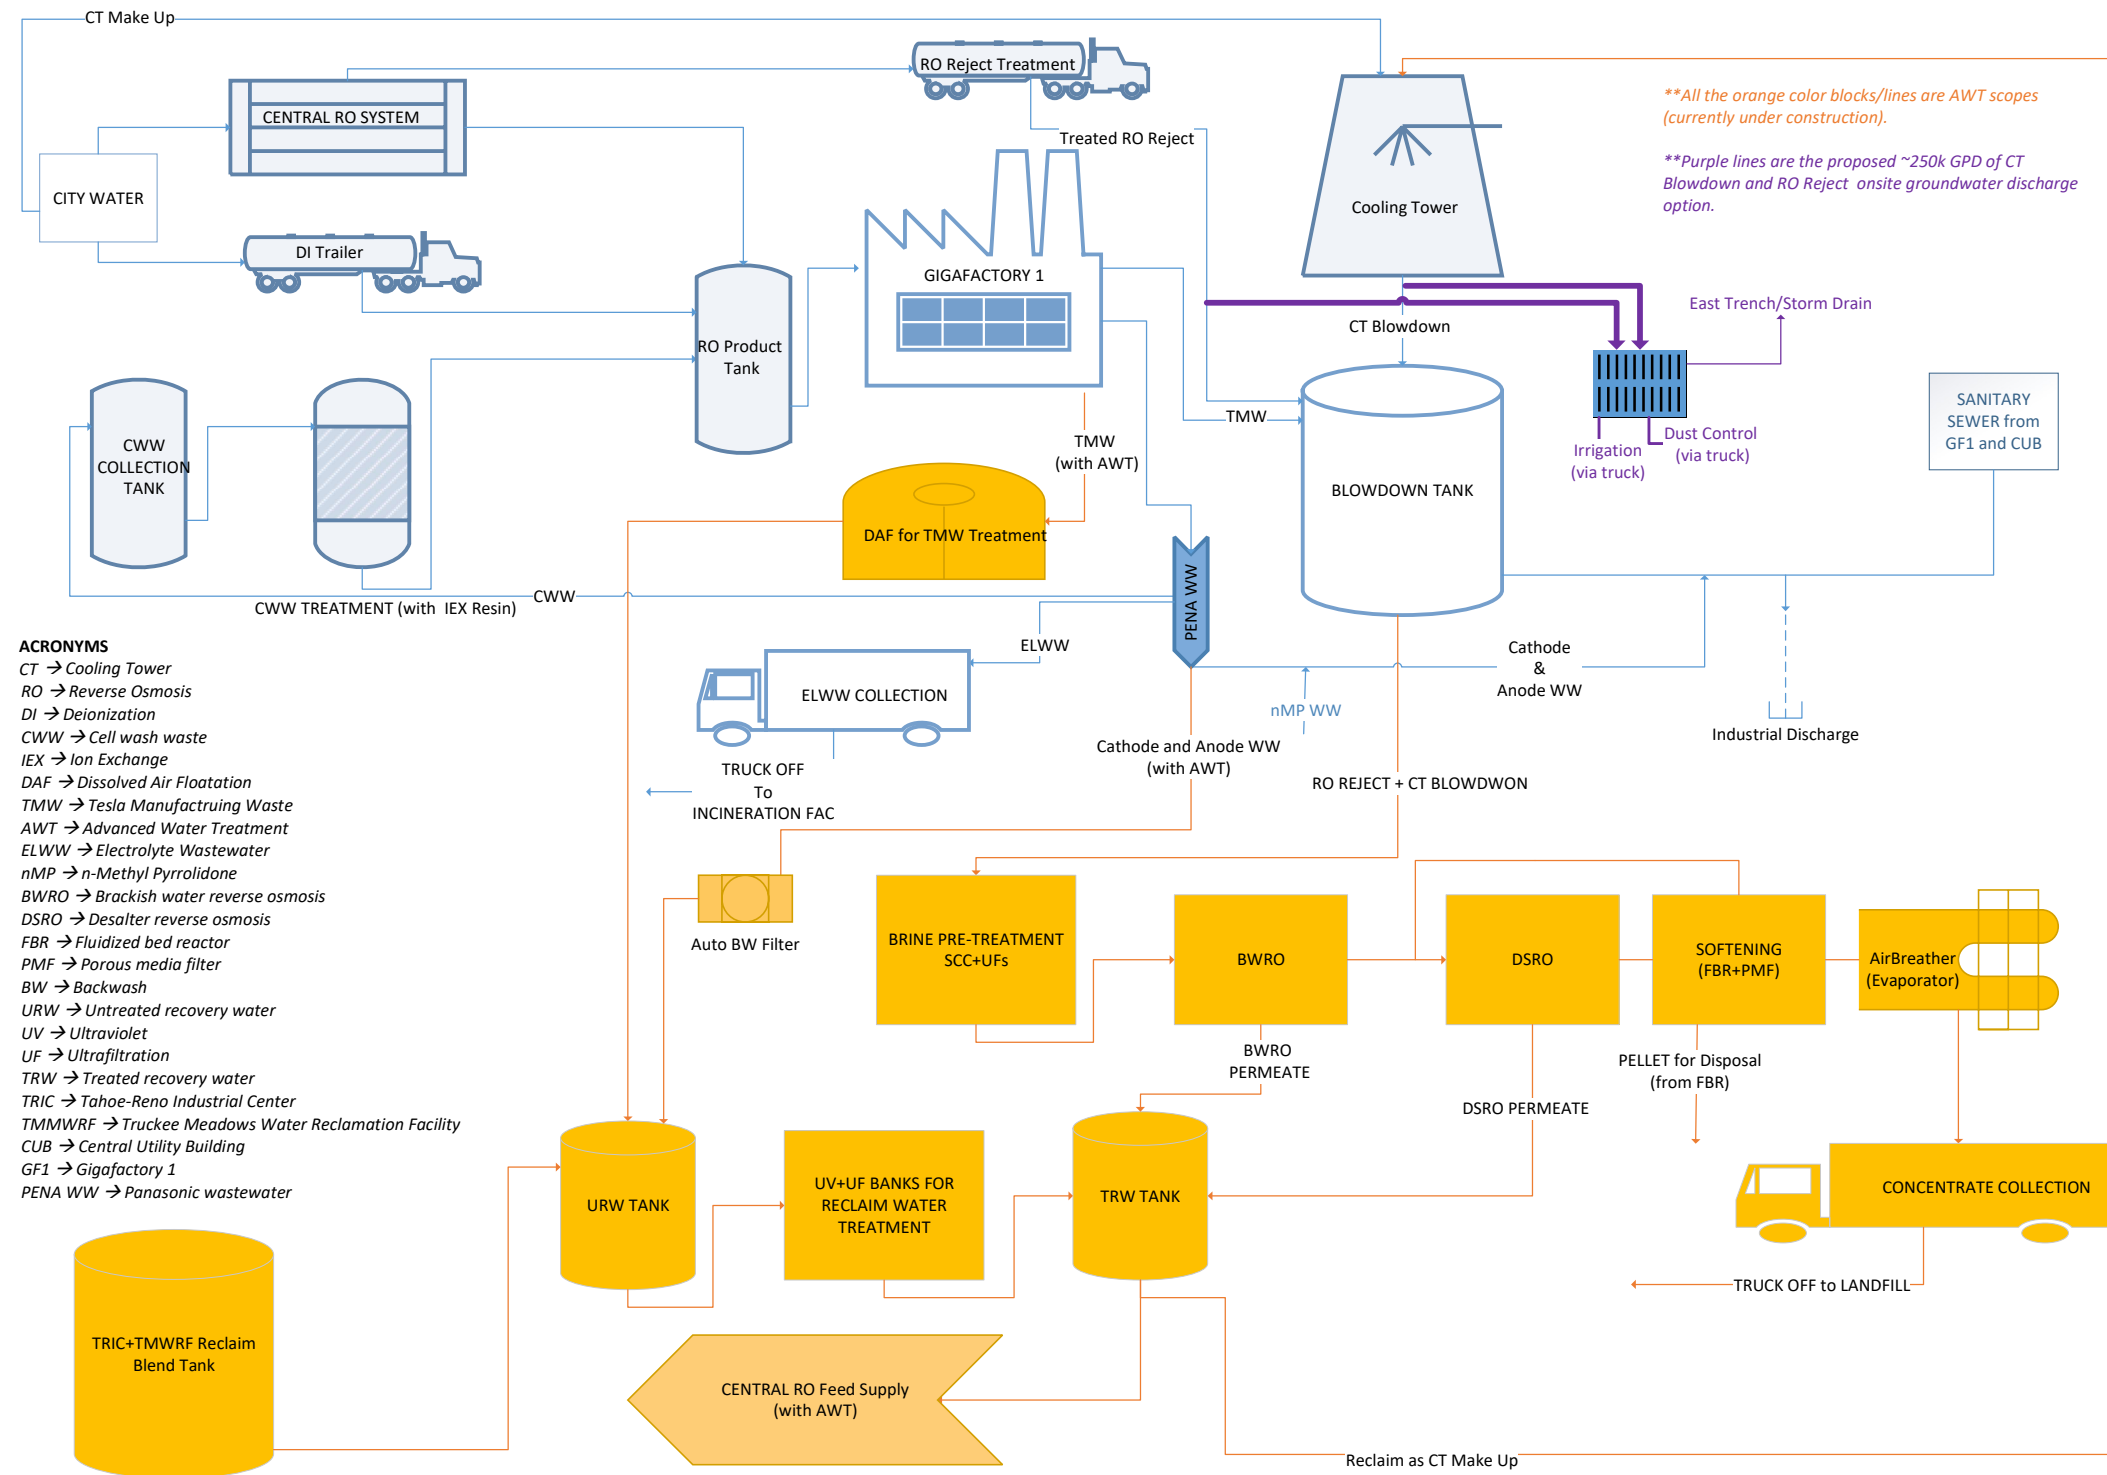 CT Make Up
RO Reject Treatment
CENTRAL RO SYSTEM
Treated RO Reject
**All the orange color blocks/lines are AWT scopes
(currently under construction).
**Purple lines are the proposed ~250k GPD of CT
Blowdown and RO Reject  onsite groundwater discharge
option.
CITY WATER
Cooling Tower
DI Trailer
GIGAFACTORY 1
East Trench/Storm Drain
CT Blowdown
RO Product
Tank
SANITARY
SEWER from
GF1 and CUB
TMW
CWW
COLLECTION
TANK
TMW
(with AWT)
Irrigation
(via truck)
Dust Control
(via truck)
BLOWDOWN TANK
DAF for TMW Treatment
PENA WW
CWW
CWW TREATMENT (with  IEX Resin)
ELWW
Cathode
&
Anode WW
ELWW COLLECTION
nMP WW
Industrial Discharge
Cathode and Anode WW
(with AWT)
TRUCK OFF
To
INCINERATION FAC
RO REJECT + CT BLOWDWON
ACRONYMS
CT → Cooling Tower
RO → Reverse Osmosis
DI → Deionization
CWW → Cell wash waste
IEX → Ion Exchange
DAF → Dissolved Air Floatation
TMW → Tesla Manufactruing Waste
AWT → Advanced Water Treatment
ELWW → Electrolyte Wastewater
nMP → n-Methyl Pyrrolidone
BWRO → Brackish water reverse osmosis
DSRO → Desalter reverse osmosis
FBR → Fluidized bed reactor
PMF → Porous media filter
BW → Backwash
URW → Untreated recovery water
UV → Ultraviolet
UF → Ultrafiltration
TRW → Treated recovery water
TRIC → Tahoe-Reno Industrial Center
TMMWRF → Truckee Meadows Water Reclamation Facility
CUB → Central Utility Building
GF1 → Gigafactory 1
PENA WW → Panasonic wastewater
Auto BW Filter
BRINE PRE-TREATMENT
SCC+UFs
BWRO
DSRO
SOFTENING
(FBR+PMF)
AirBreather
(Evaporator)
BWRO
PERMEATE
PELLET for Disposal
(from FBR)
DSRO PERMEATE
URW TANK
UV+UF BANKS FOR
RECLAIM WATER
TREATMENT
TRW TANK
CONCENTRATE COLLECTION
TRUCK OFF to LANDFILL
TRIC+TMWRF Reclaim
Blend Tank
CENTRAL RO Feed Supply
(with AWT)
Reclaim as CT Make Up